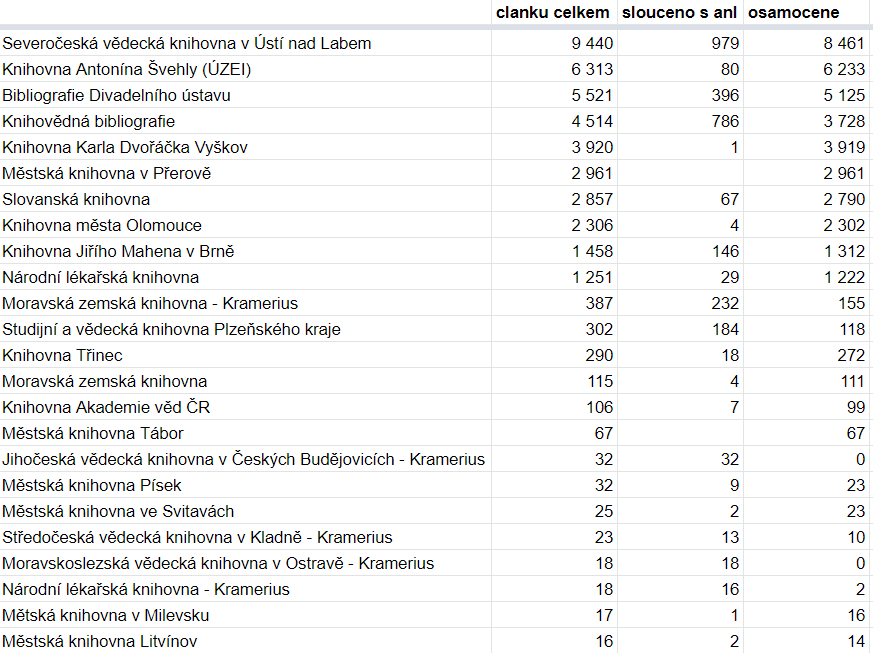 clanku celkem slouceno s anl osamocene
Severočeská vědecká knihovna v Ústí nad Labem 9 440 979 8 461
Knihovna Antonína Švehly (ÚZEI) 6 313 80 6 233
Bibliografie Divadelního ústavu 5 521 396 5 125
Knihovědná bibliografie 4 514 786 3 728
Knihovna Karla Dvořáčka Vyškov 3 920 1 3 919
Městská knihovna v Přerově 2 961 2 961
Slovanská knihovna 2 857 67 2 790
Knihovna města Olomouce 2 306 4 2 302
Knihovna Jiřího Mahena v Brně 1 458 146 1 312
Národní lékařská knihovna 1 251 29 1 222
Moravská zemská knihovna - Kramerius 387 232 155
Studijní a vědecká knihovna Plzeňského kraje 302 184 118
Knihovna Třinec 290 18 272
Moravská zemská knihovna 115 4 111
Knihovna Akademie věd ČR 106 7 99
Městská knihovna Tábor 67 67
Jihočeská vědecká knihovna v Českých Budějovicích - Kramerius 32 32 0
Městská knihovna Písek 32 9 23
Městská knihovna ve Svitavách 25 2 23
Středočeská vědecká knihovna v Kladně - Kramerius 23 13 10
Moravskoslezská vědecká knihovna v Ostravě - Kramerius 18 18 0
Národní lékařská knihovna - Kramerius 18 16 2
Mětská knihovna v Milevsku 17 1 16
Městská knihovna Litvínov 16 2 14